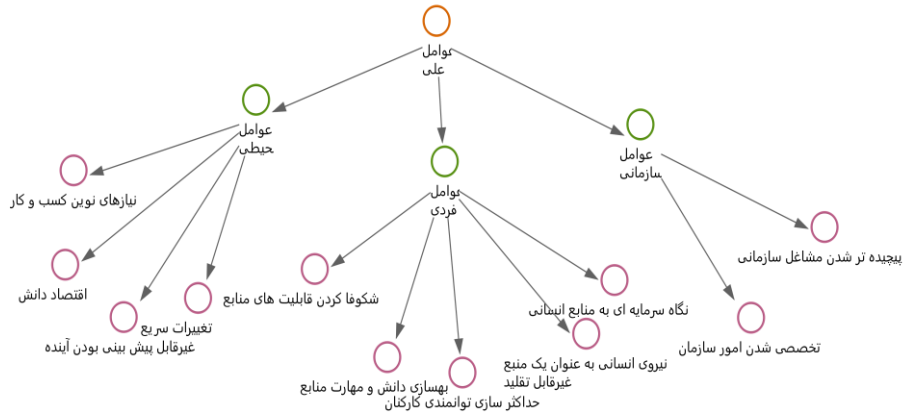 عوامل
علی
عوامل
محیطی
عوامل
سازمانی
عوامل
فردی
نیازهای نوین کسب و کار
اقتصاد دانش
غیرقابل پیش بینی بودن آینده
تغییرات سریع
شکوفا کردن قابلیت های منابع
بهسازی دانش و مهارت منابع
حداکثر سازی توانمندی کارکنان
نیروی انسانی به عنوان یک منبع
غیرقابل تقلید
نگاه سرمایه ای به منابع انسانی
تخصصی شدن امور سازمان
پیچیده تر شدن مشاغل سازمانی